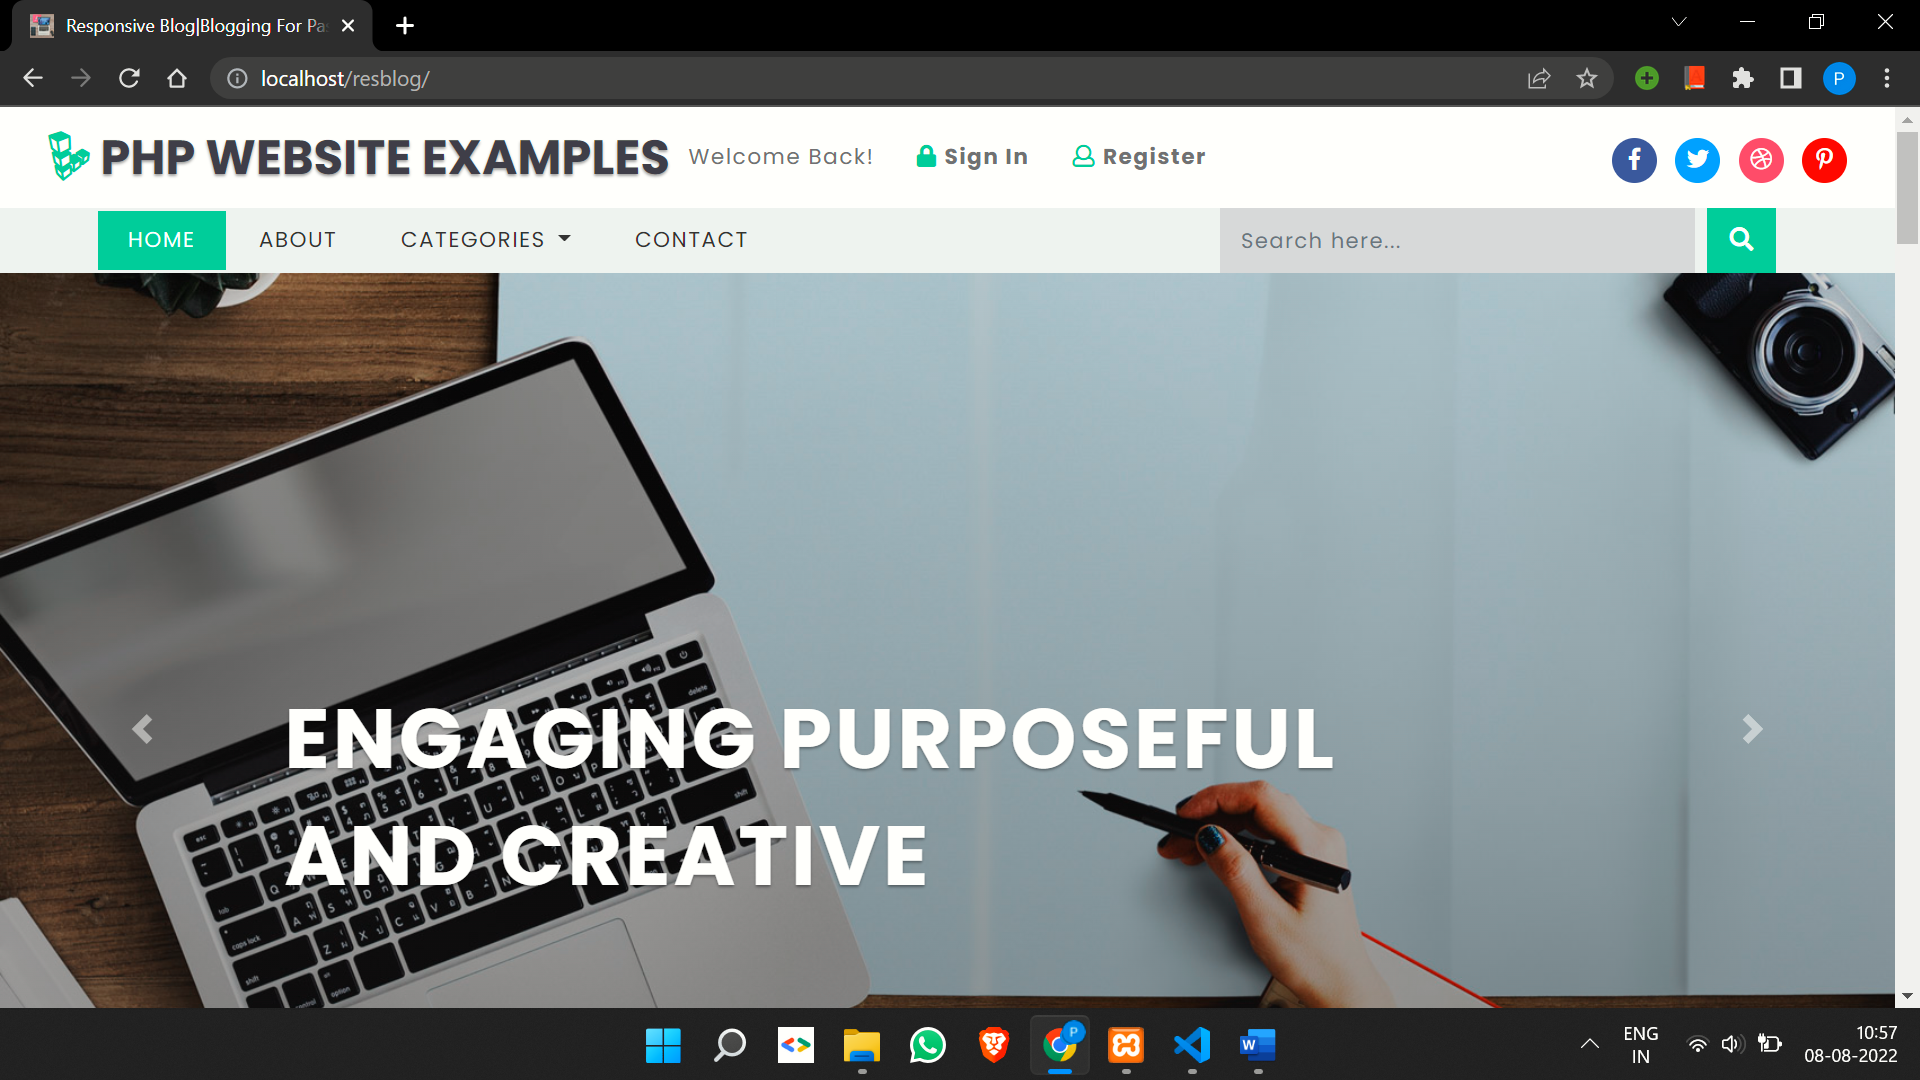 Responsive Blog|Blogging For Pa
localhost/resblog/
P
PHP WEBSITE EXAMPLES
Welcome Back!
Sign In
Register
HOME
ABOUT
CATEGORIES
CONTACT
Search here...
ENGAGING PURPOSEFUL
AND CREATIVE
ENG
IN
10:57
08-08-2022